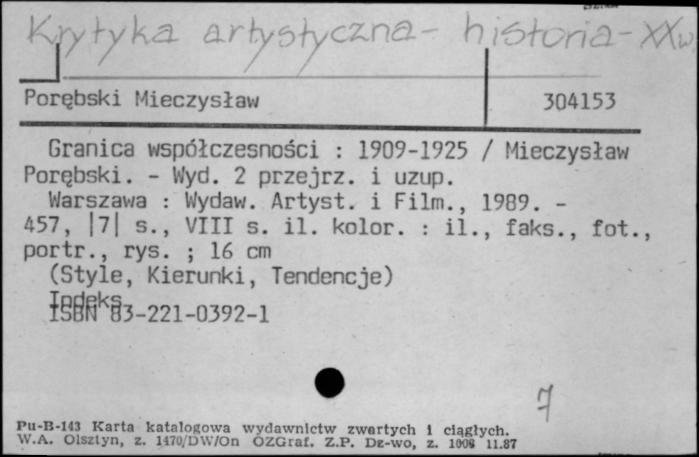 Krytyka artystyczna - historia - XXw
Porębski Mieczysław 304153
Granica współczesności : 1909-1925 / Mieczysław
Porębski. - Wyd. 2 przejrz. i uzup.
Warszawa : Wydaw. Artyst. i Film., 1989. -
457, |7| s., VIII s. il. kolor. : il., faks., fot.,
portr., rys. ; 16 cm
(Style, Kierunki, Tendencje)
Indeks
ISBN 83-221-0392-1
7
Pu-B-143 Karta katalogowa wydawnictw zwartych i ciągłych.
W.A. Olsztyn, z. 1470/DW/On OZGraf. Z.P. Dz-wo, z. 1008 11.87